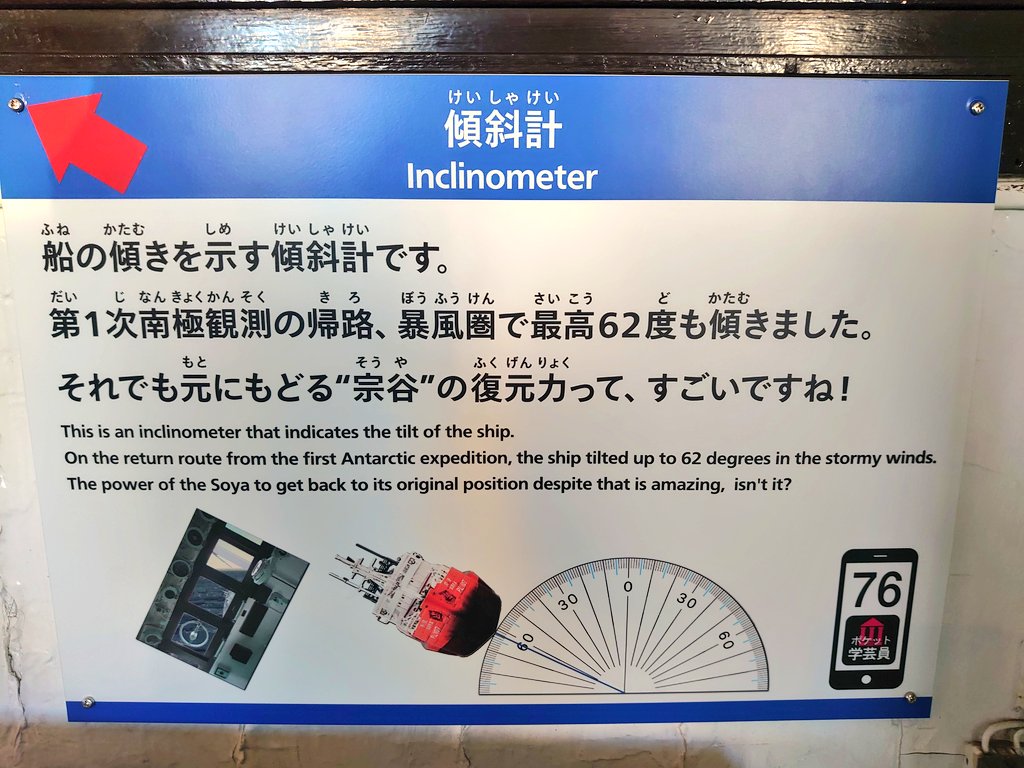 けいしゃけい
傾斜計
Inclinometer
ふね かたむ しめ けいしゃけい
船の傾きを示す傾斜計です。
だい じ なんきょくかんそく き ろ ぼうふうけん さいこう ど かたむ
第1次南極観測の帰路、暴風圏で最高62度も傾きました。
もと そうや ふくげんりょく
それでも元にもどる“宗谷”の復元力って、すごいですね!
This is an inclinometer that indicates the tilt of the ship.
On the return route from the first Antarctic expedition, the ship tilted up to 62 degrees in the stormy winds.
The power of the Soya to get back to its original position despite that is amazing, isn't it?
60 30 0 30 60
76
ポケット
学芸員